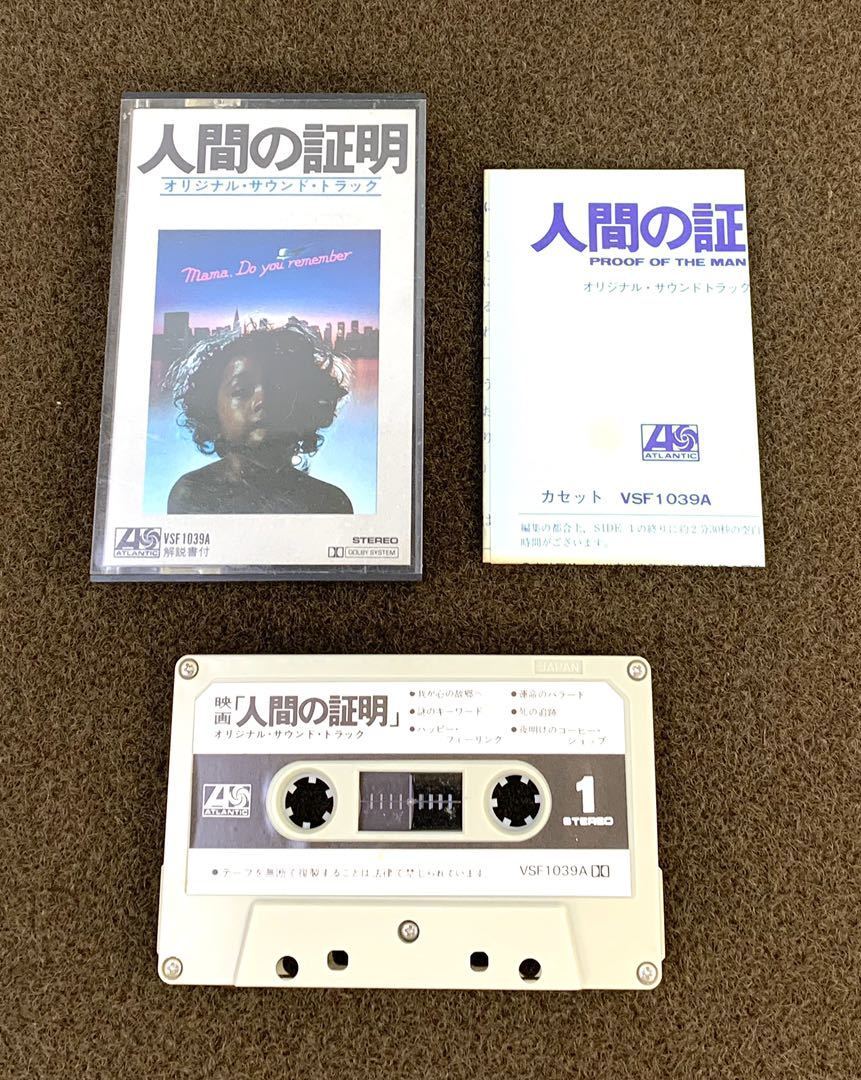 人間の証明
オリジナル・サウンド・トラック
Mama, Do you remember
ATLANTIC
VSF1039A
解説書付
STEREO
DOLBY SYSTEM
人間の証
PROOF OF THE MAN
オリジナル・サウンドトラック
ATLANTIC
カセット VSF1039A
編集の都合上、SIDE 1の終りに約2分30秒の空白
時間がございます。
JAPAN
映画「人間の証明」
オリジナル・サウンド・トラック
●我が心の故郷へ
●謎のキーワード
●ハッピー・
フィーリング
●運命のバラード
●死の追跡
●夜明けのコーヒー・
ショップ
ATLANTIC
1
STEREO
●テープを無断で複製することは法律で禁じられています
VSF1039A